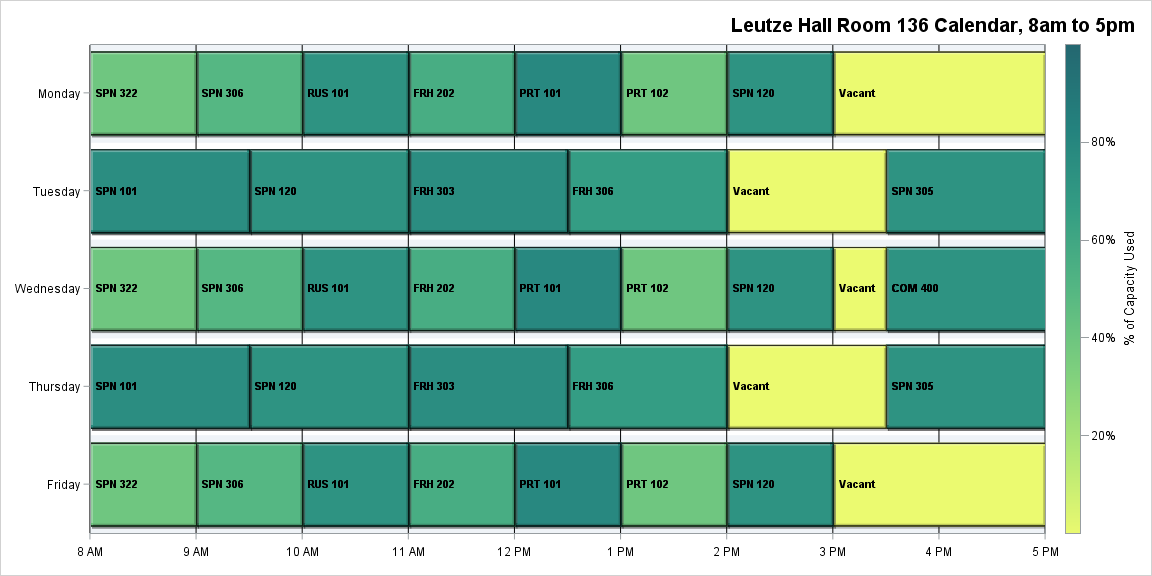 Leutze Hall Room 136 Calendar, 8am to 5pm
Monday
SPN 322
SPN 306
RUS 101
FRH 202
PRT 101
PRT 102
SPN 120
Vacant
Tuesday
SPN 101
SPN 120
FRH 303
FRH 306
Vacant
SPN 305
Wednesday
SPN 322
SPN 306
RUS 101
FRH 202
PRT 101
PRT 102
SPN 120
Vacant
COM 400
Thursday
SPN 101
SPN 120
FRH 303
FRH 306
Vacant
SPN 305
Friday
SPN 322
SPN 306
RUS 101
FRH 202
PRT 101
PRT 102
SPN 120
Vacant
8 AM
9 AM
10 AM
11 AM
12 PM
1 PM
2 PM
3 PM
4 PM
5 PM
80%
60%
40%
20%
% of Capacity Used